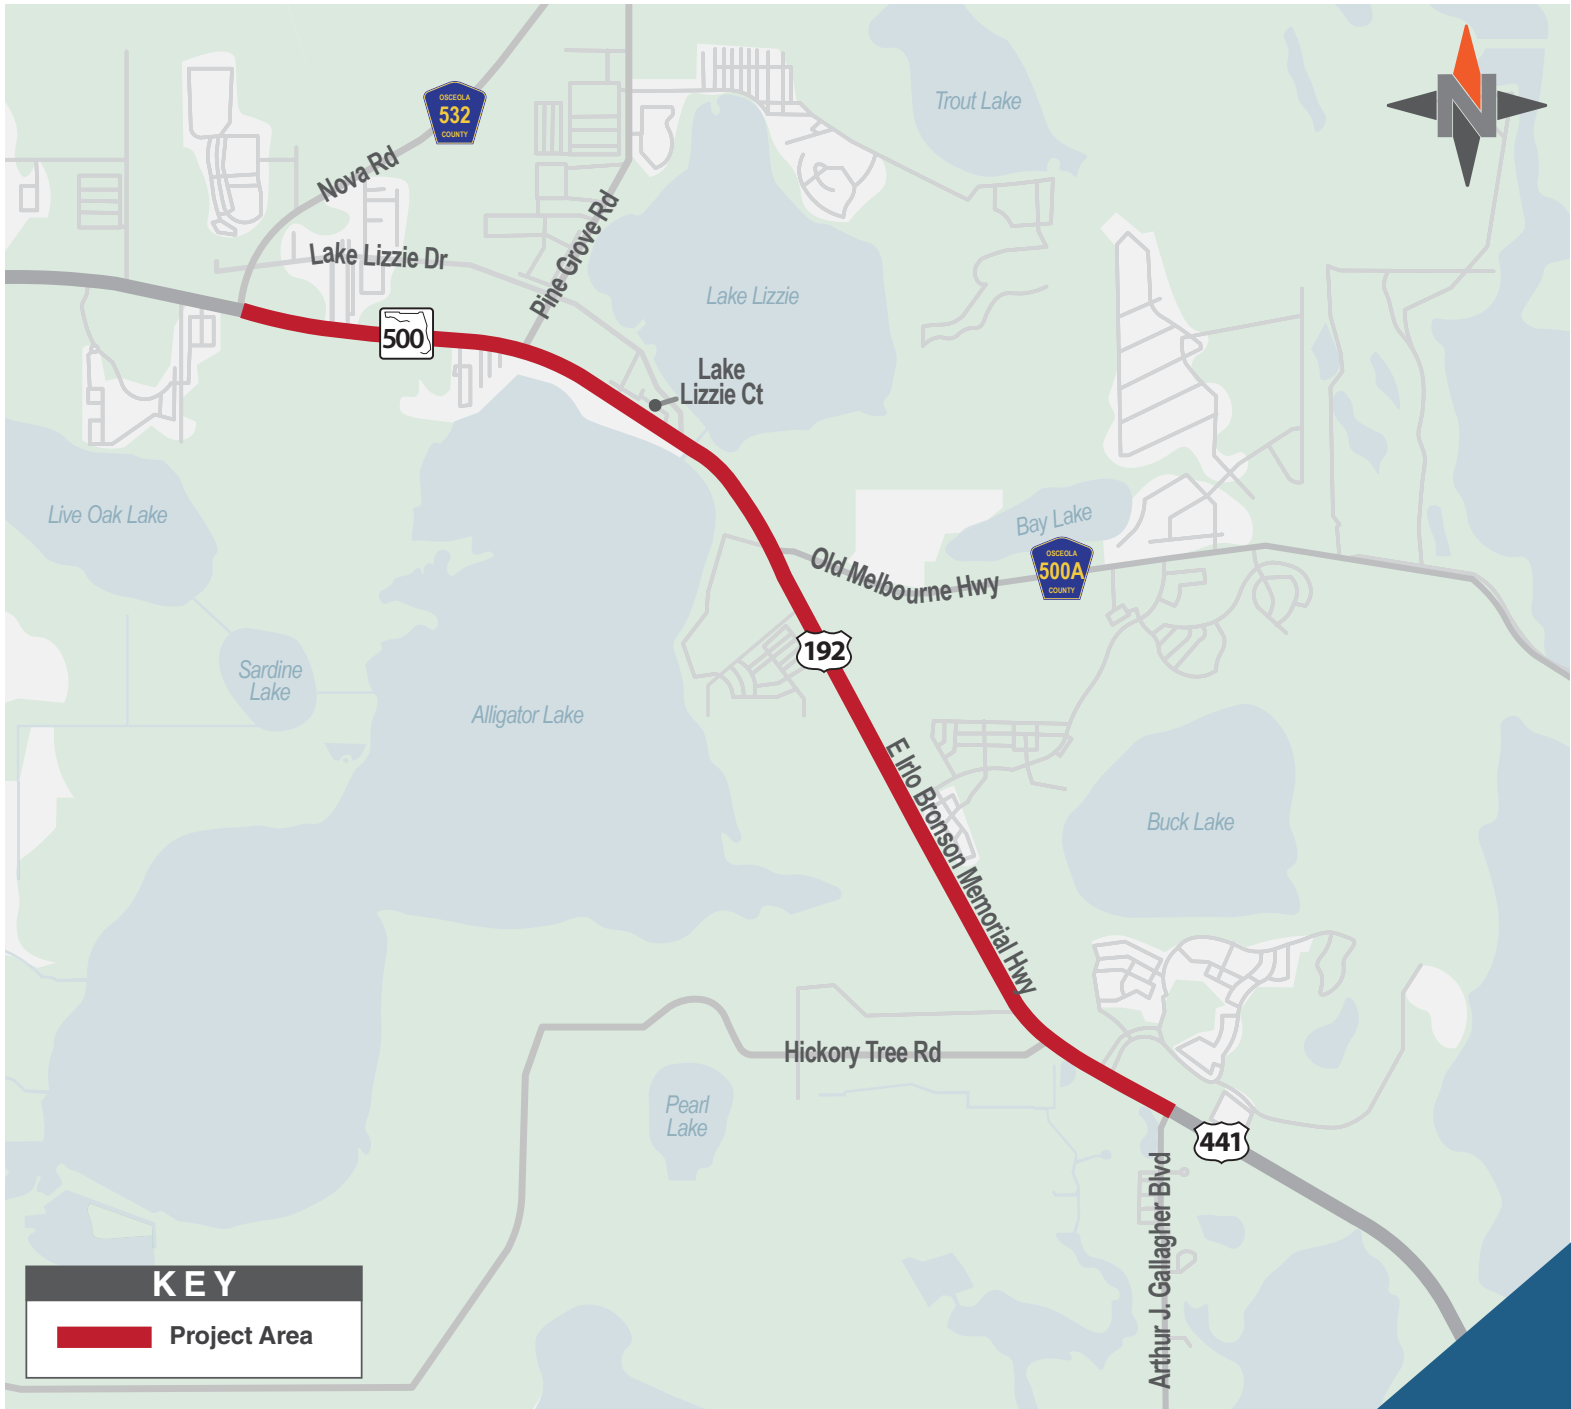 Trout Lake
N
OSCEOLA
532
COUNTY
Nova Rd
Pine Grove Rd
Lake Lizzie Dr
Lake Lizzie
500
Lake
Lizzie Ct
Live Oak Lake
Bay Lake
OSCEOLA
500A
COUNTY
Old Melbourne Hwy
192
Sardine
Lake
Alligator Lake
E Irlo Bronson Memorial Hwy
Buck Lake
Hickory Tree Rd
Pearl
Lake
441
Arthur J. Gallagher Blvd
KEY
Project Area